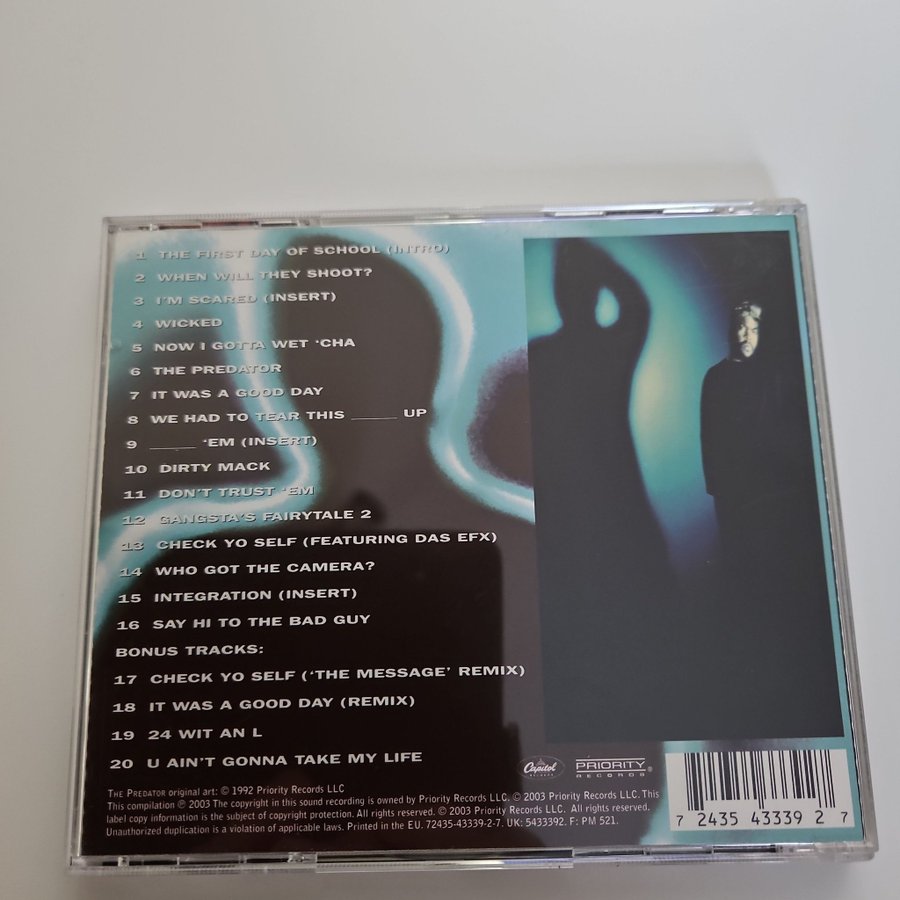 1 THE FIRST DAY OF SCHOOL (INTRO)
2 WHEN WILL THEY SHOOT?
3 I'M SCARED (INSERT)
4 WICKED
5 NOW I GOTTA WET 'CHA
6 THE PREDATOR
7 IT WAS A GOOD DAY
8 WE HAD TO TEAR THIS _____ UP
9 _____ 'EM (INSERT)
10 DIRTY MACK
11 DON'T TRUST 'EM
12 GANGSTA'S FAIRYTALE 2
13 CHECK YO SELF (FEATURING DAS EFX)
14 WHO GOT THE CAMERA?
15 INTEGRATION (INSERT)
16 SAY HI TO THE BAD GUY
BONUS TRACKS:
17 CHECK YO SELF ('THE MESSAGE' REMIX)
18 IT WAS A GOOD DAY (REMIX)
19 24 WIT AN L
20 U AIN'T GONNA TAKE MY LIFE
Capitol
RECORDS
PRIORITY®
RECORDS
THE PREDATOR original art: © 1992 Priority Records LLC
This compilation ℗ 2003 The copyright in this sound recording is owned by Priority Records LLC. © 2003 Priority Records LLC. This
label copy information is the subject of copyright protection. All rights reserved. © 2003 Priority Records LLC. All rights reserved.
Unauthorized duplication is a violation of applicable laws. Printed in the EU. 72435-43339-2-7. UK: 5433392. F: PM 521.
7 24354 33392 7